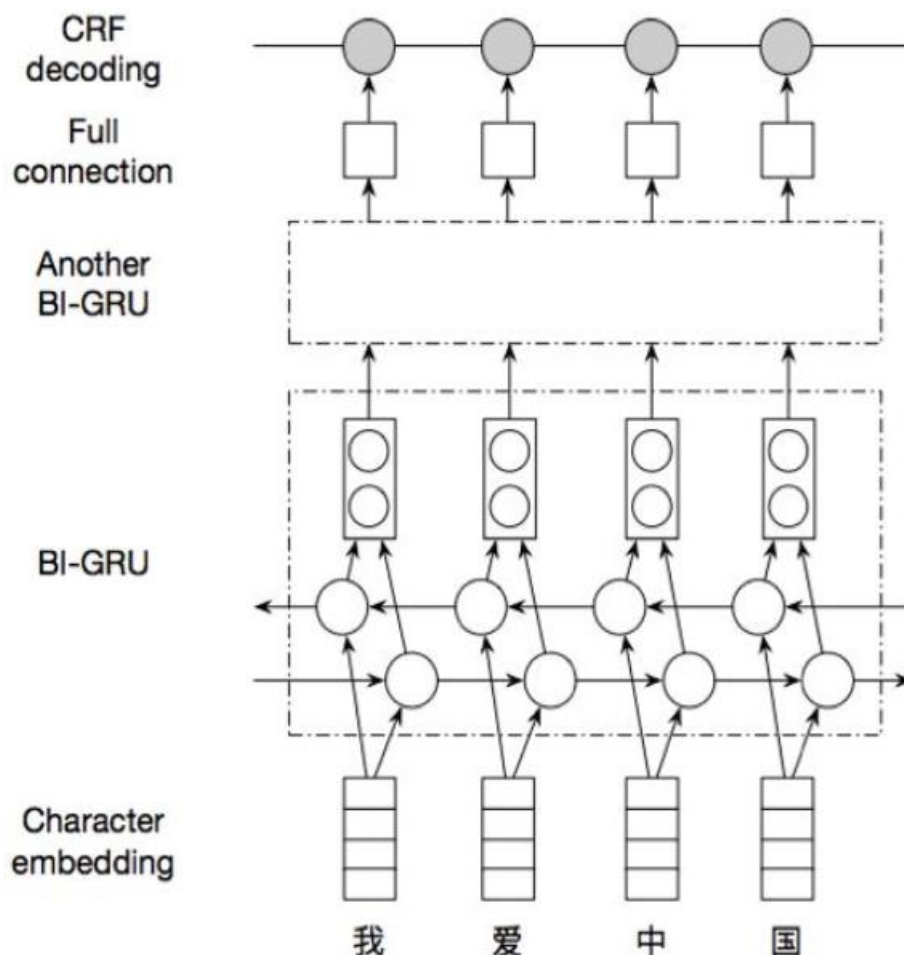 CRF
decoding
Full
connection
Another
BI-GRU
BI-GRU
Character
embedding
我 爱 中 国